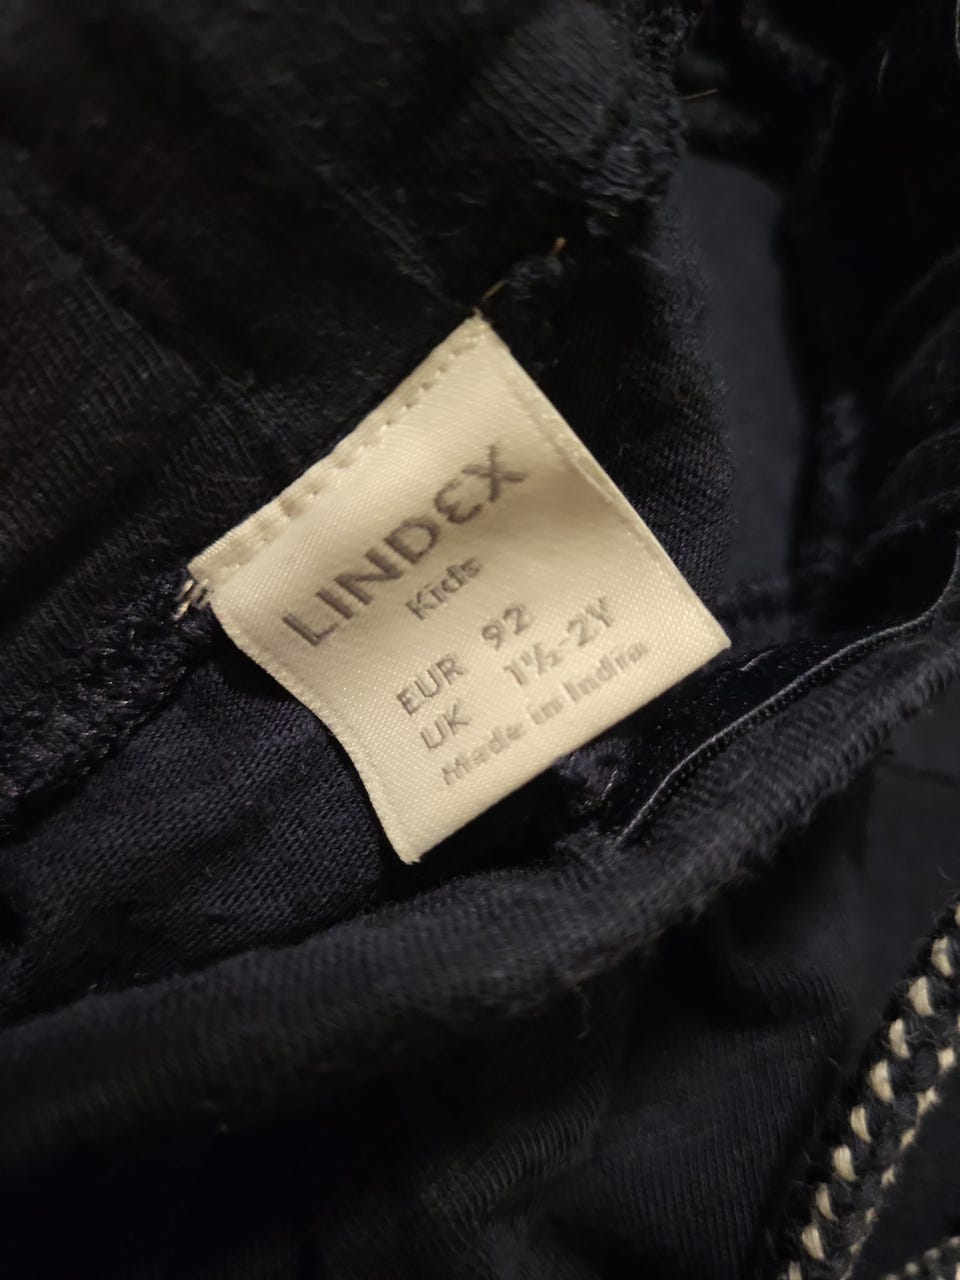 LINDEX
Kids
EUR 92
UK 1½-2Y
Made in India